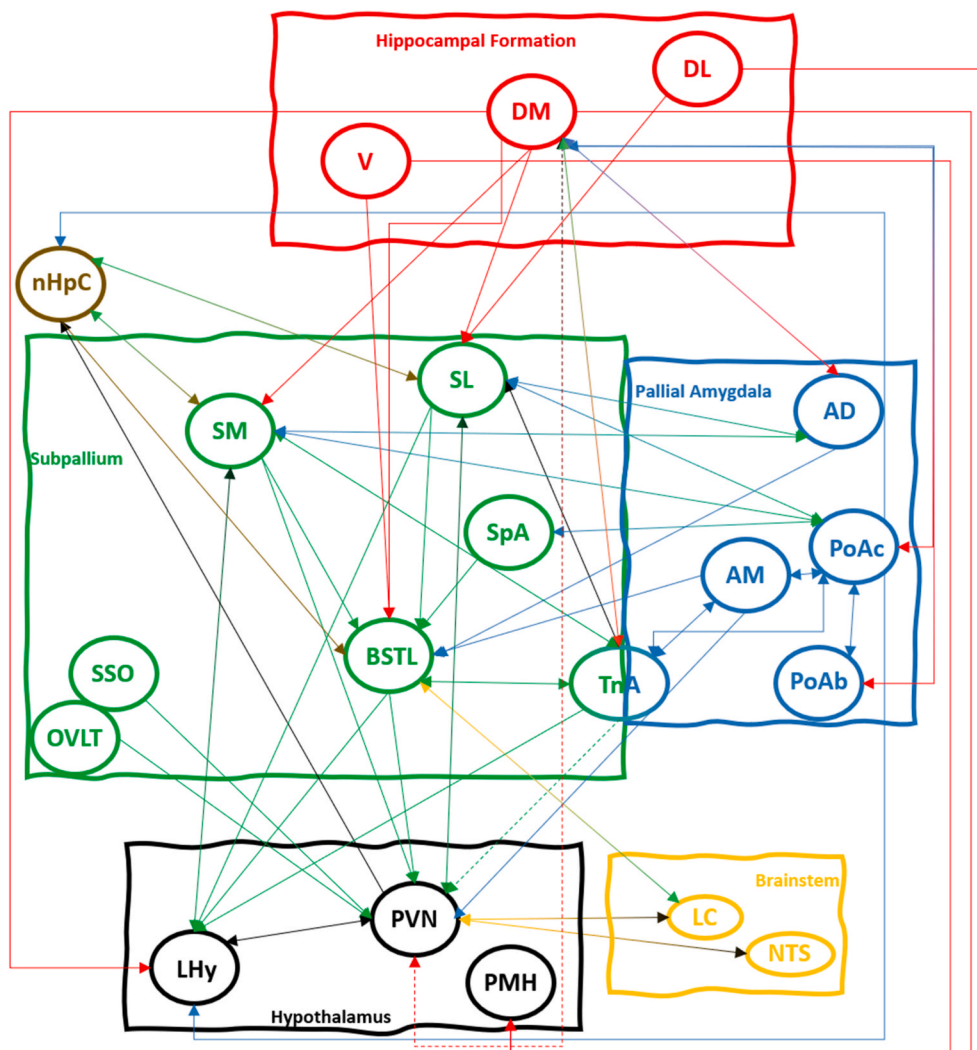 Hippocampal Formation
DL
DM
V
nHpC
SL
Pallial Amygdala
AD
SM
Subpallium
SpA
PoAc
AM
BSTL
SSO
TnA
PoAb
OVLT
Brainstem
PVN
LC
NTS
LHy
PMH
Hypothalamus